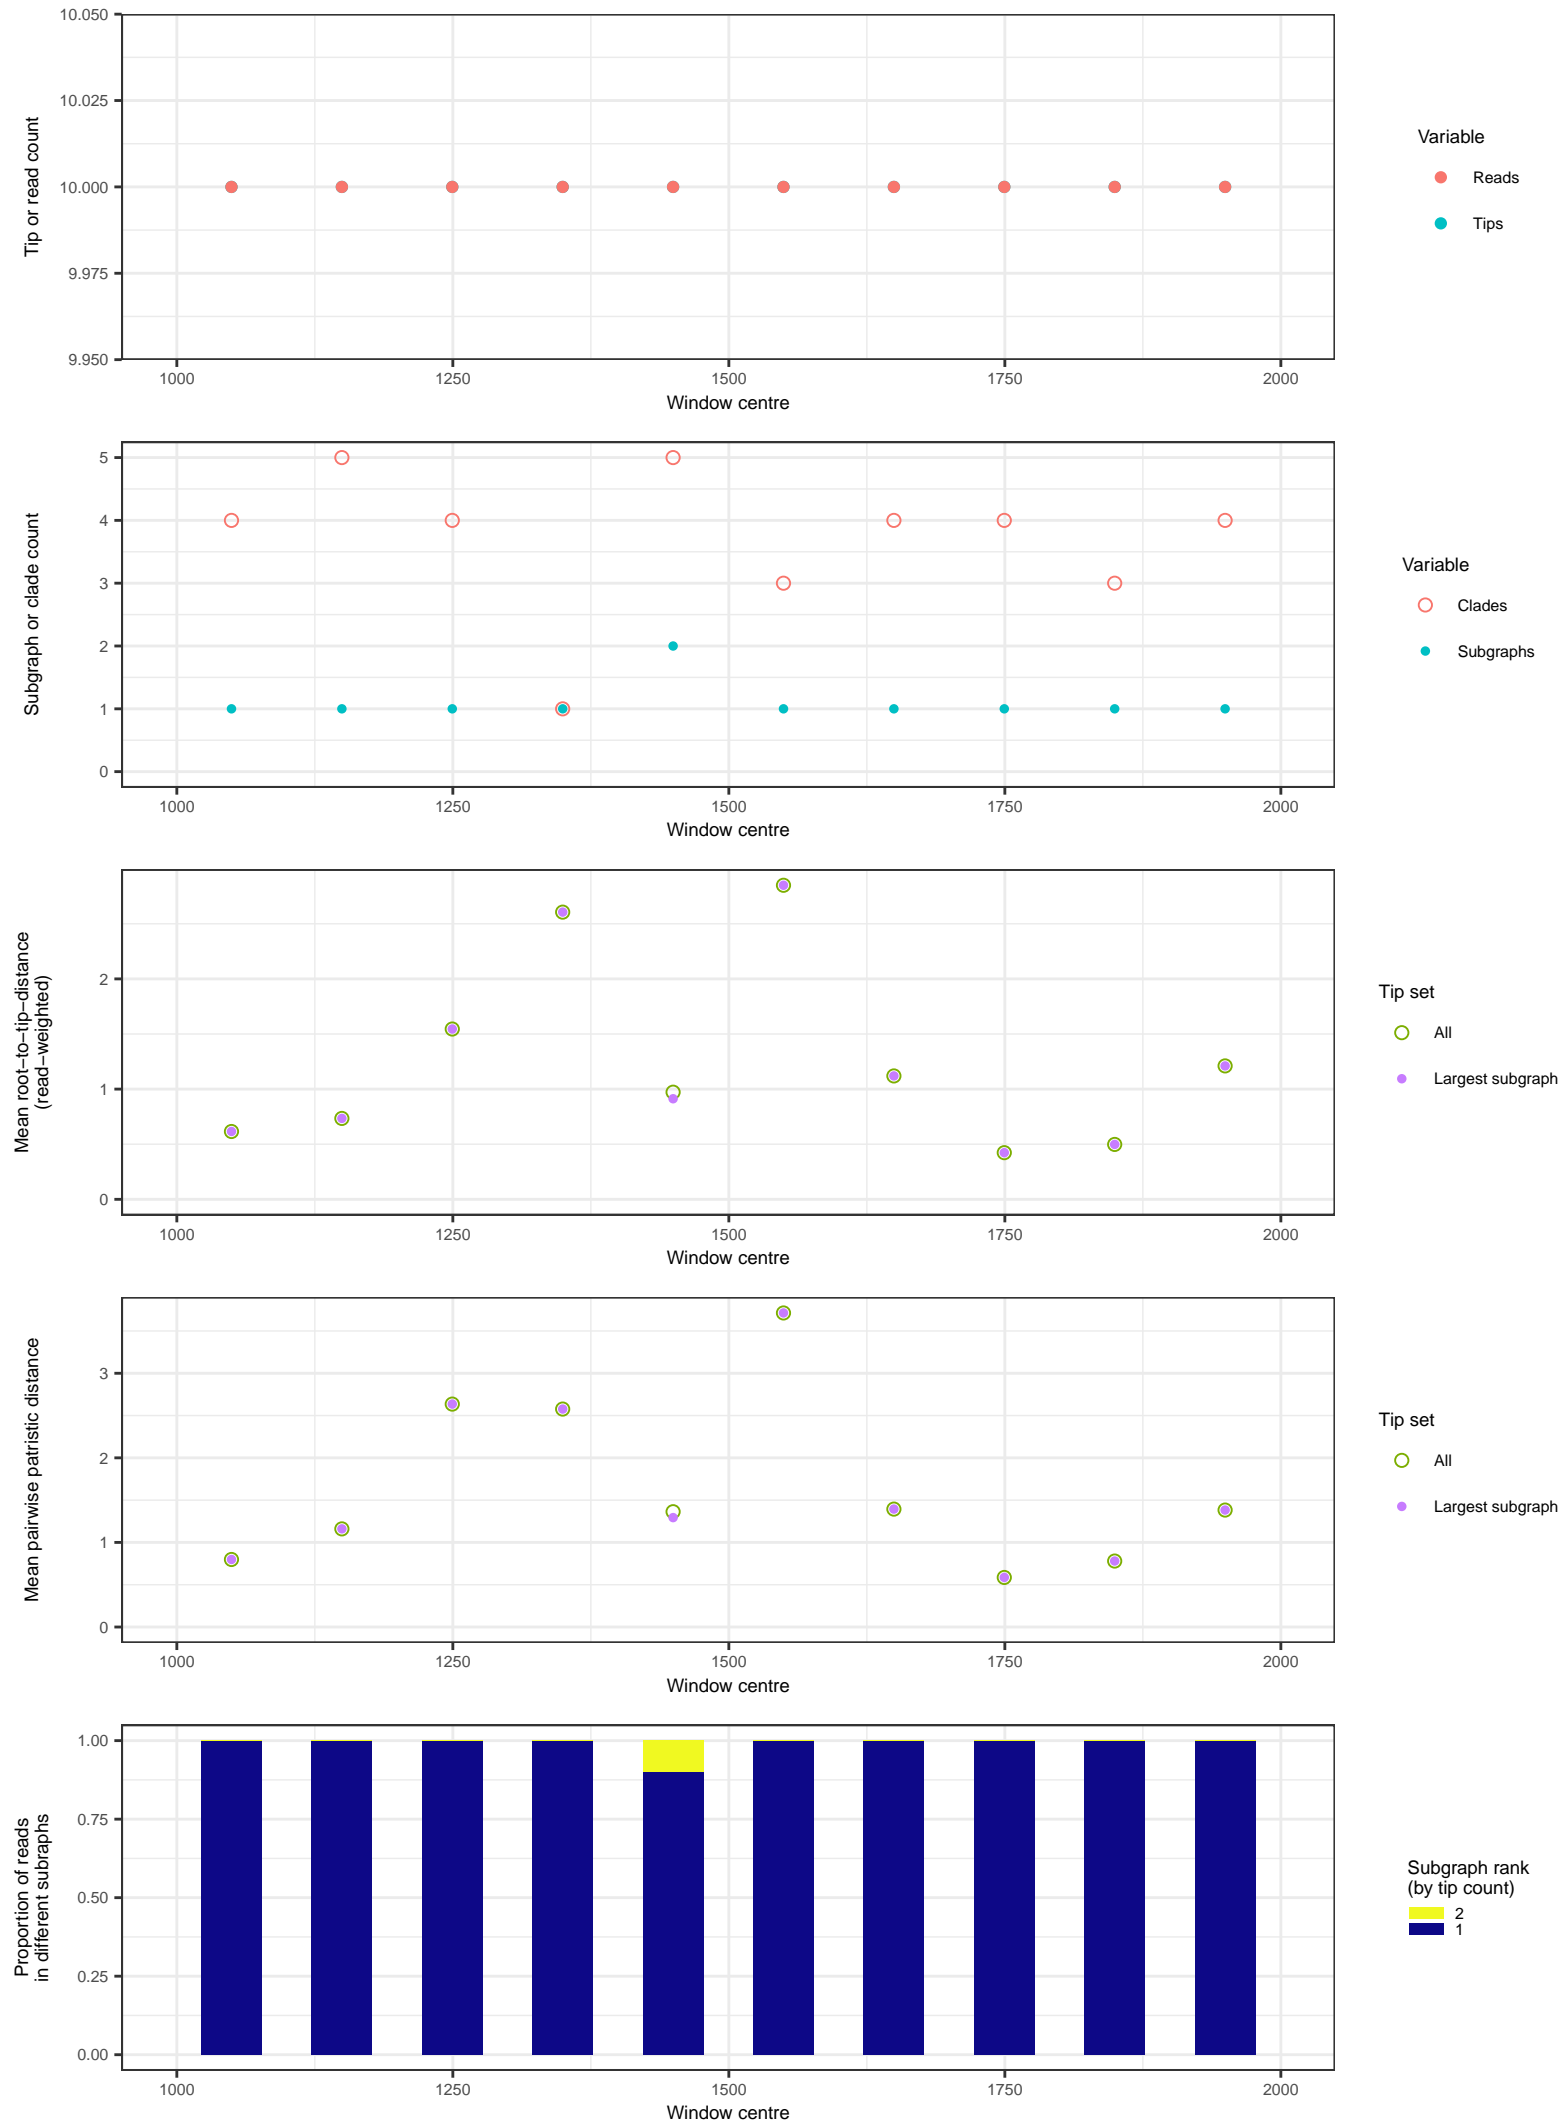 10.050
10.025
10.000
9.975
9.950
Tip or read count
1000 1250 1500 1750 2000
Window centre
Variable
Reads
Tips
5
4
3
2
1
0
Subgraph or clade count
1000 1250 1500 1750 2000
Window centre
Variable
Clades
Subgraphs
2
1
0
Mean root−to−tip−distance
(read−weighted)
1000 1250 1500 1750 2000
Window centre
Tip set
All
Largest subgraph
3
2
1
0
Mean pairwise patristic distance
1000 1250 1500 1750 2000
Window centre
Tip set
All
Largest subgraph
1.00
0.75
0.50
0.25
0.00
Proportion of reads
in different subraphs
1000 1250 1500 1750 2000
Window centre
Subgraph rank
(by tip count)
2
1